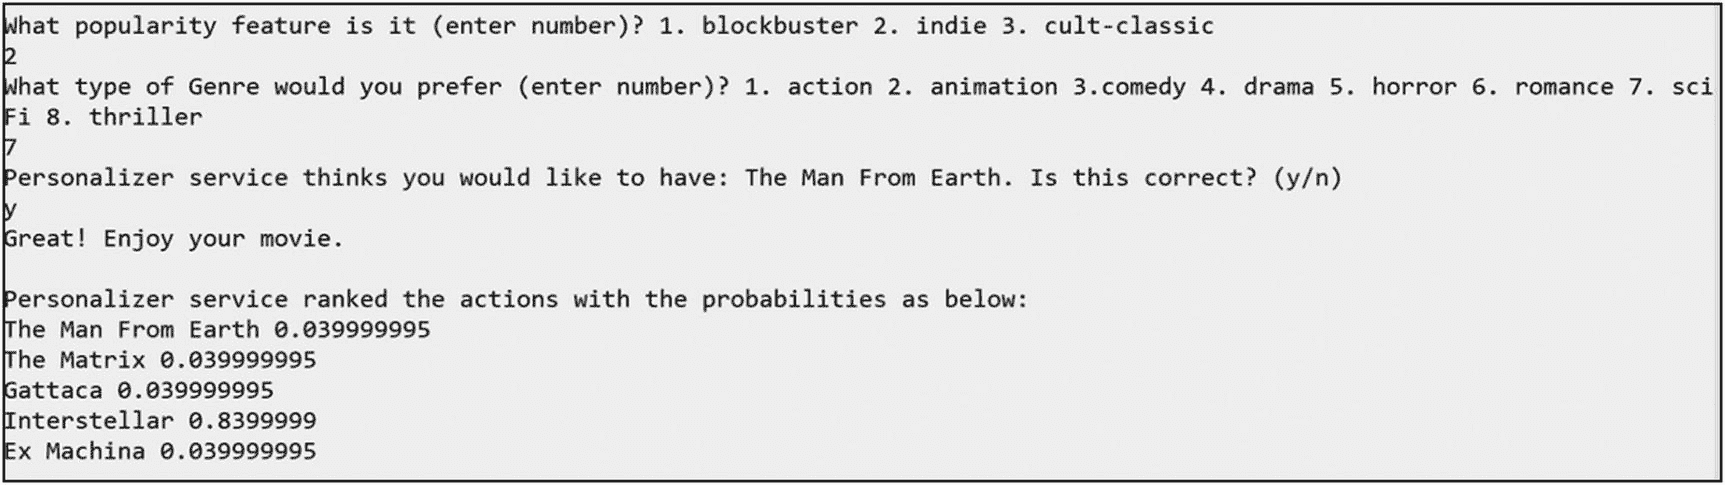 What popularity feature is it (enter number)? 1. blockbuster 2. indie 3. cult-classic
2
What type of Genre would you prefer (enter number)? 1. action 2. animation 3.comedy 4. drama 5. horror 6. romance 7. sci
Fi 8. thriller
7
Personalizer service thinks you would like to have: The Man From Earth. Is this correct? (y/n)
y
Great! Enjoy your movie.
Personalizer service ranked the actions with the probabilities as below:
The Man From Earth 0.039999995
The Matrix 0.039999995
Gattaca 0.039999995
Interstellar 0.8399999
Ex Machina 0.039999995